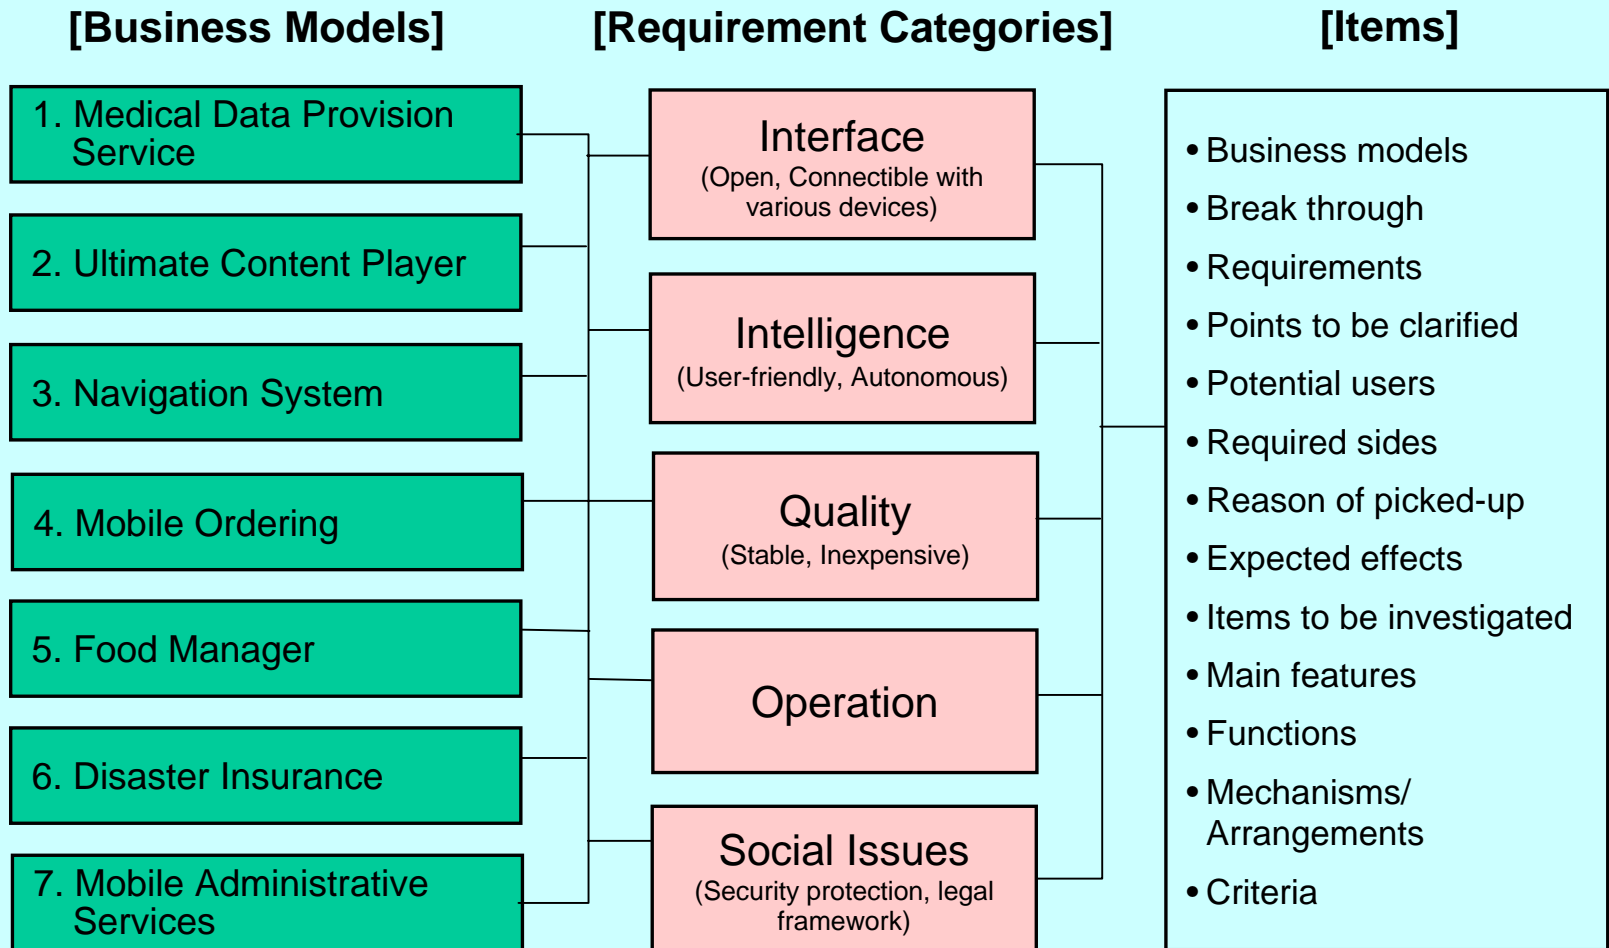 [Business Models]
[Requirement Categories]
[Items]
1. Medical Data Provision
Service
2. Ultimate Content Player
3. Navigation System
4. Mobile Ordering
5. Food Manager
6. Disaster Insurance
7. Mobile Administrative
Services
Interface
(Open, Connectible with
various devices)
Intelligence
(User-friendly, Autonomous)
Quality
(Stable, Inexpensive)
Operation
Social Issues
(Security protection, legal
framework)
• Business models
• Break through
• Requirements
• Points to be clarified
• Potential users
• Required sides
• Reason of picked-up
• Expected effects
• Items to be investigated
• Main features
• Functions
• Mechanisms/
Arrangements
• Criteria